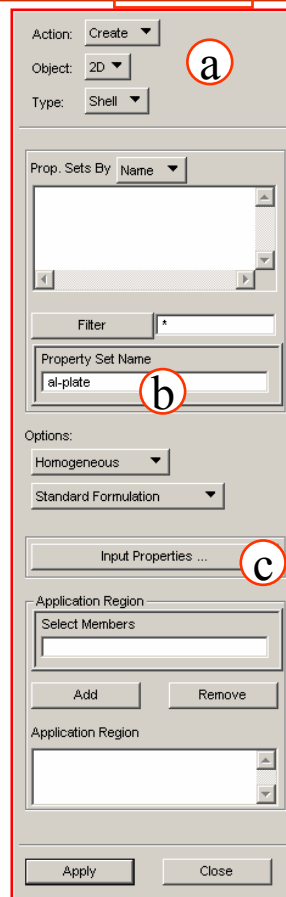 Action: Create
a
Object: 2D
Type: Shell
Prop. Sets By Name
Filter *
Property Set Name
al-plate
b
Options:
Homogeneous
Standard Formulation
Input Properties ...
c
Application Region
Select Members
Add Remove
Application Region
Apply Close